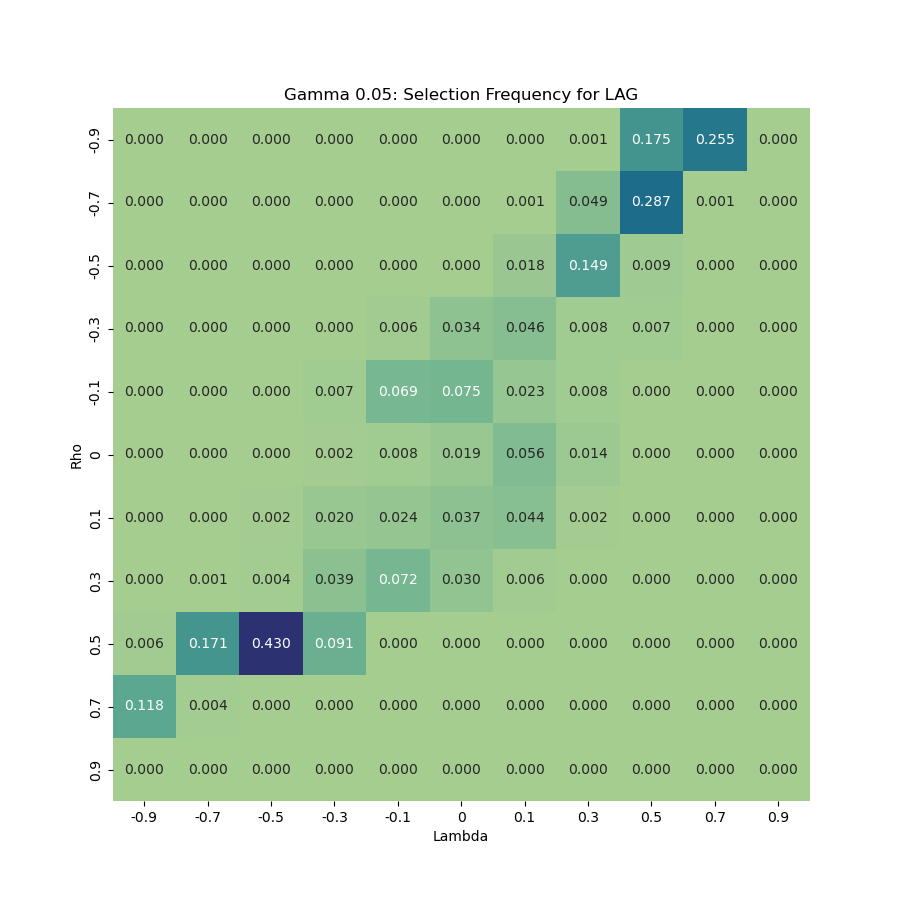 Gamma 0.05: Selection Frequency for LAG
-0.9 0.000 0.000 0.000 0.000 0.000 0.000 0.000 0.001 0.175 0.255 0.000
-0.7 0.000 0.000 0.000 0.000 0.000 0.000 0.001 0.049 0.287 0.001 0.000
-0.5 0.000 0.000 0.000 0.000 0.000 0.000 0.018 0.149 0.009 0.000 0.000
-0.3 0.000 0.000 0.000 0.000 0.006 0.034 0.046 0.008 0.007 0.000 0.000
-0.1 0.000 0.000 0.000 0.007 0.069 0.075 0.023 0.008 0.000 0.000 0.000
Rho
0 0.000 0.000 0.000 0.002 0.008 0.019 0.056 0.014 0.000 0.000 0.000
0.1 0.000 0.000 0.002 0.020 0.024 0.037 0.044 0.002 0.000 0.000 0.000
0.3 0.000 0.001 0.004 0.039 0.072 0.030 0.006 0.000 0.000 0.000 0.000
0.5 0.006 0.171 0.430 0.091 0.000 0.000 0.000 0.000 0.000 0.000 0.000
0.7 0.118 0.004 0.000 0.000 0.000 0.000 0.000 0.000 0.000 0.000 0.000
0.9 0.000 0.000 0.000 0.000 0.000 0.000 0.000 0.000 0.000 0.000 0.000
-0.9 -0.7 -0.5 -0.3 -0.1 0 0.1 0.3 0.5 0.7 0.9
Lambda